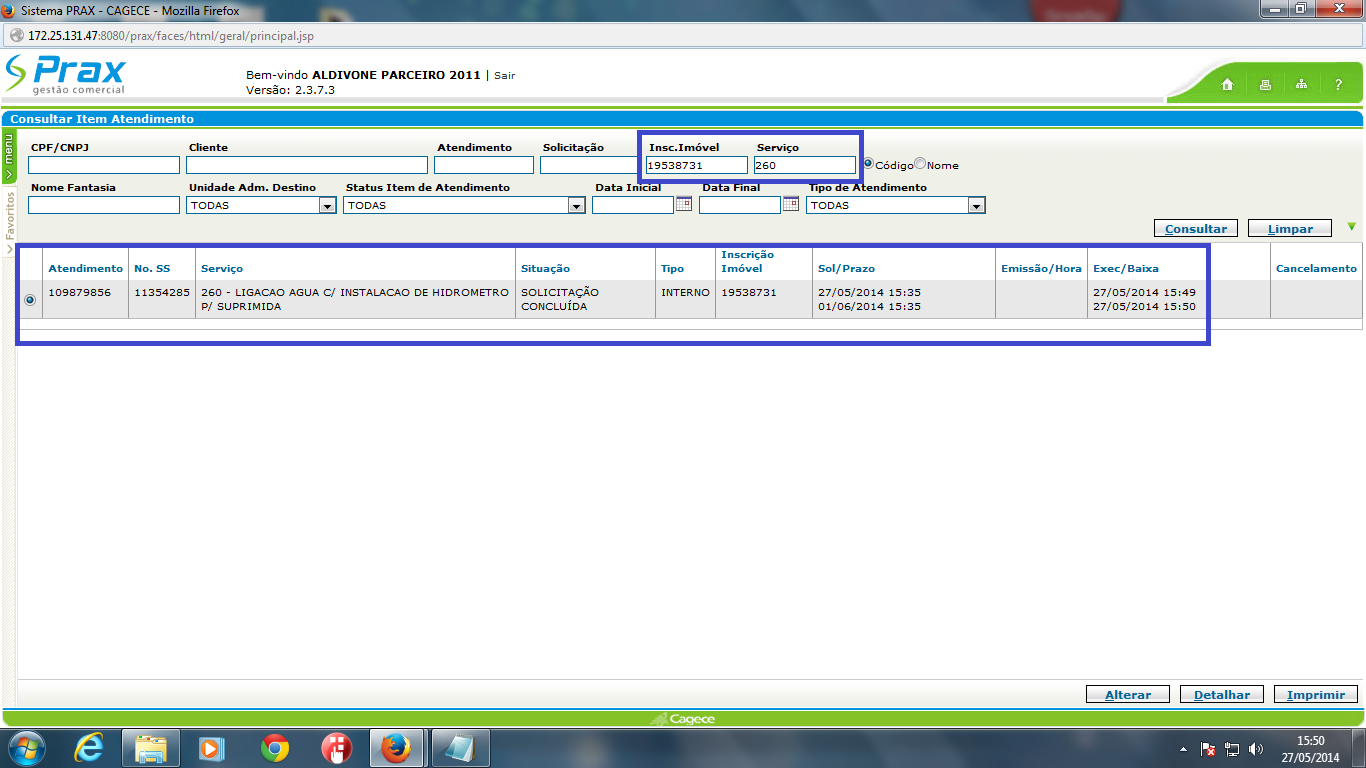 Sistema PRAX - CAGECE - Mozilla Firefox
172.25.131.47:8080/prax/faces/html/geral/principal.jsp
Prax
gestão comercial
Bem-vindo ALDIVONE PARCEIRO 2011 | Sair
Versão: 2.3.7.3
?
Consultar Item Atendimento
menu
Favoritos
CPF/CNPJ Cliente Atendimento Solicitação Insc.Imóvel Serviço
19538731 260 Código Nome
Nome Fantasia Unidade Adm. Destino Status Item de Atendimento Data Inicial Data Final Tipo de Atendimento
TODAS TODAS TODAS
Consultar Limpar
Atendimento No. SS Serviço Situação Tipo Inscrição Imóvel Sol/Prazo Emissão/Hora Exec/Baixa Cancelamento
109879856 11354285 260 - LIGACAO AGUA C/ INSTALACAO DE HIDROMETRO SOLICITAÇÃO INTERNO 19538731 27/05/2014 15:35 27/05/2014 15:49
P/ SUPRIMIDA CONCLUÍDA 01/06/2014 15:35 27/05/2014 15:50
Alterar Detalhar Imprimir
Cagece
15:50
27/05/2014